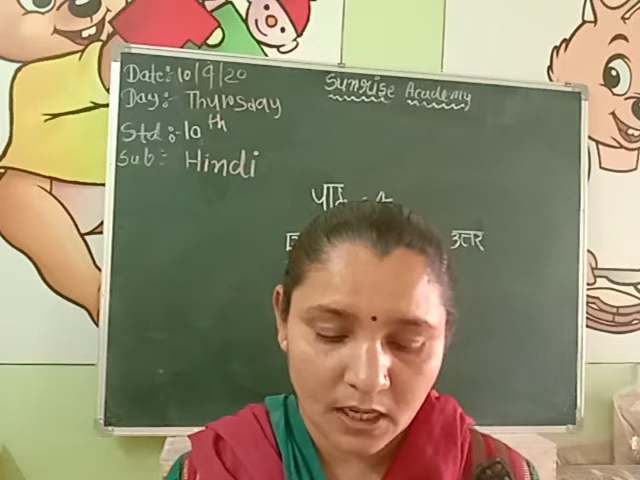 Sunrise Academy
Date:- 10/9/20
Day:- Thursday
Std:- 10th
Sub:- Hindi
पाठ
उत्तर